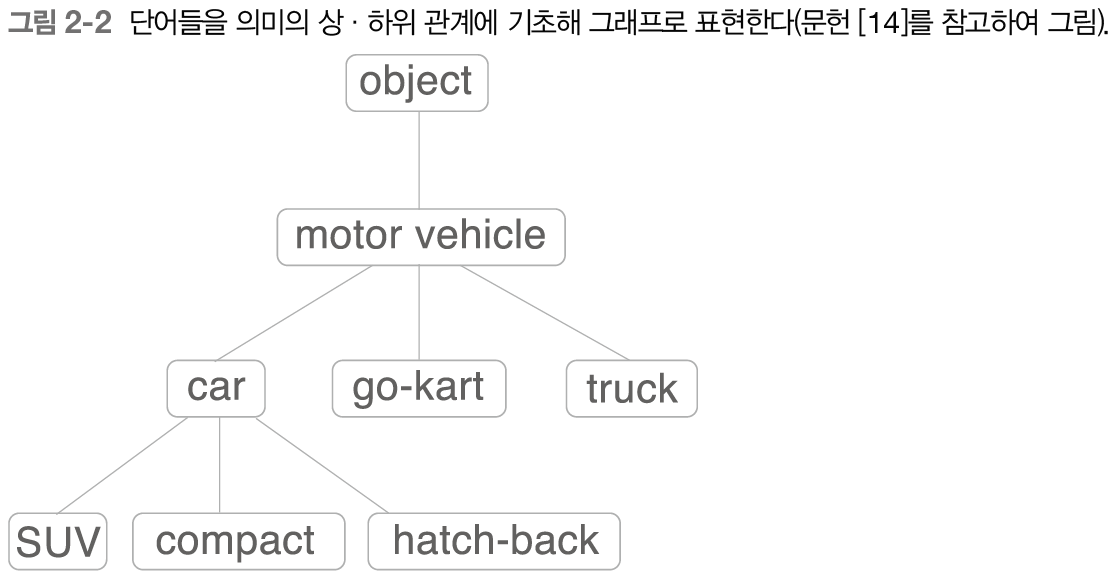 그림 2-2 단어들을 의미의 상 · 하위 관계에 기초해 그래프로 표현한다(문헌 [14]를 참고하여 그림).
object
motor vehicle
car go-kart truck
SUV compact hatch-back